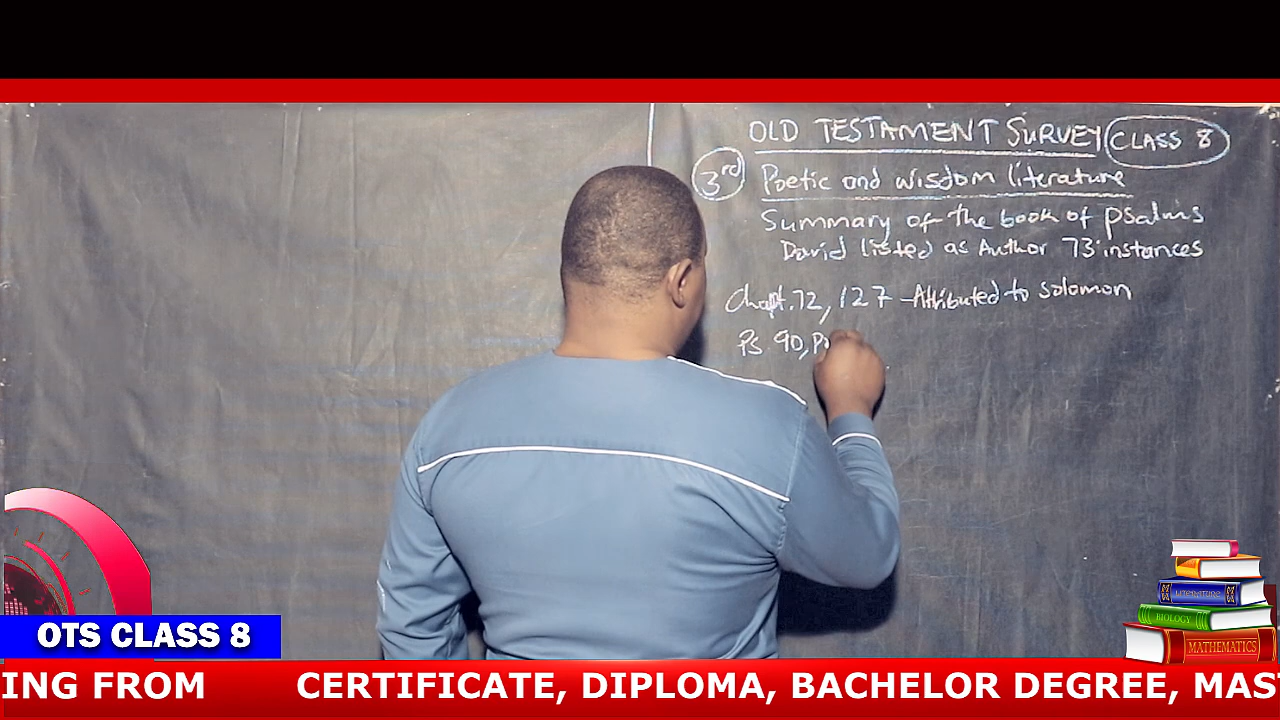 OLD TESTAMENT SURVEY CLASS 8
3rd Poetic and wisdom literature
Summary of the book of psalms
David listed as Author 73 instances
Chapt. 72, 127 - Attributed to solomon
Ps. 90, P
OTS CLASS 8
LITERATURE
BIOLOGY
MATHEMATICS
ING FROM CERTIFICATE, DIPLOMA, BACHELOR DEGREE, MAS